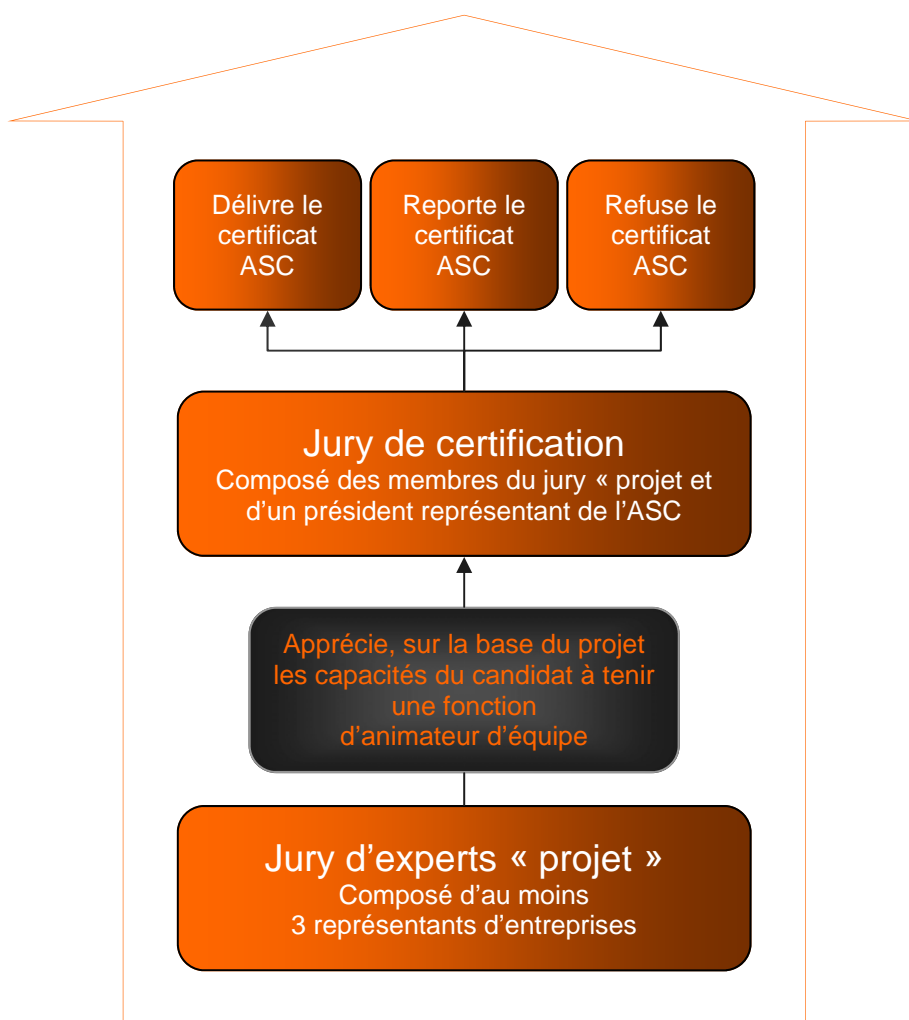 Délivre le
certificat
ASC
Reporte le
certificat
ASC
Refuse le
certificat
ASC
Jury de certification
Composé des membres du jury « projet et
d’un président représentant de l’ASC
Apprécie, sur la base du projet
les capacités du candidat à tenir
une fonction
d’animateur d’équipe
Jury d’experts « projet »
Composé d’au moins
3 représentants d’entreprises